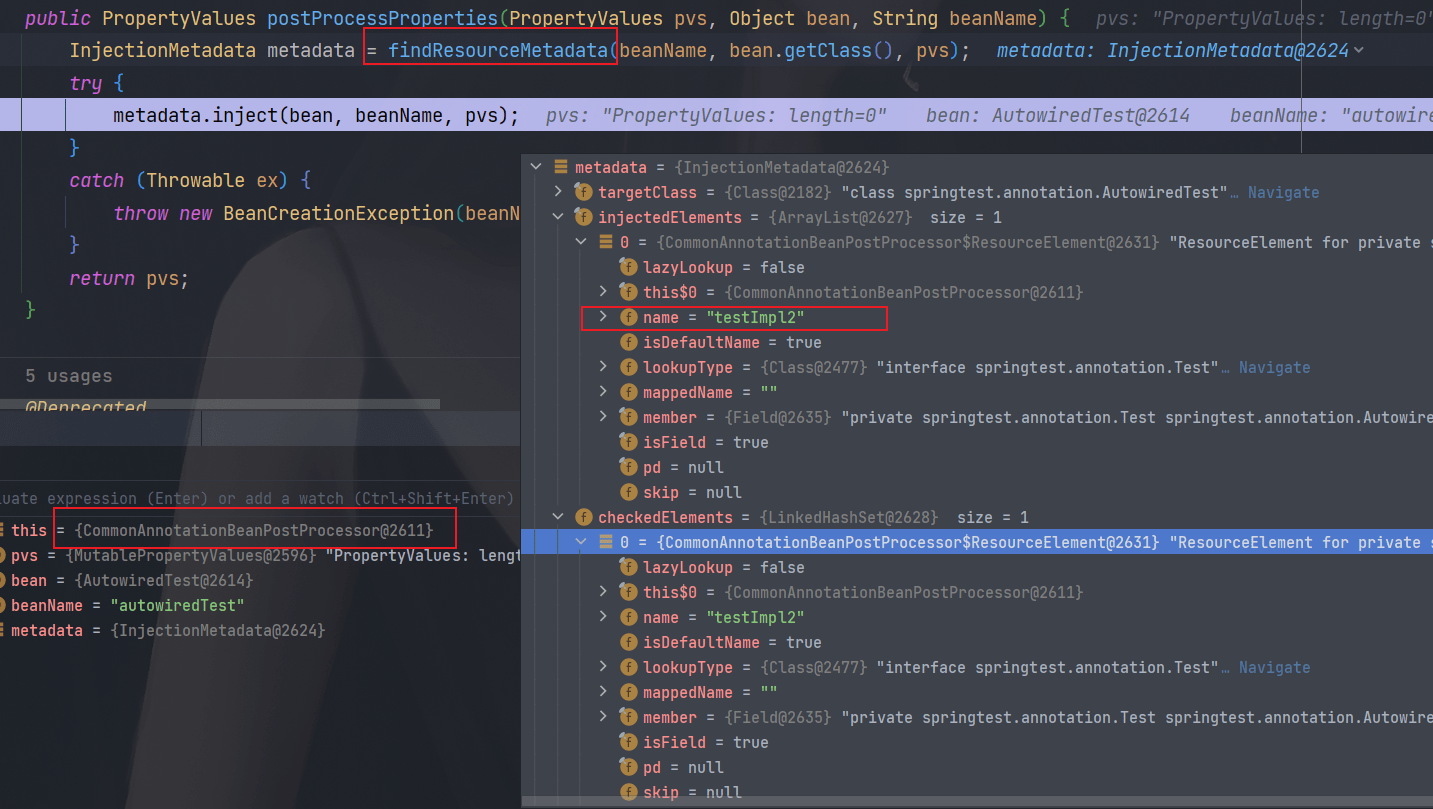 public PropertyValues postProcessProperties(PropertyValues pvs, Object bean, String beanName) { pvs: "PropertyValues: length=0"
InjectionMetadata metadata = findResourceMetadata(beanName, bean.getClass(), pvs); metadata: InjectionMetadata@2624
try {
metadata.inject(bean, beanName, pvs); pvs: "PropertyValues: length=0" bean: AutowiredTest@2614 beanName: "autowire
}
catch (Throwable ex) {
throw new BeanCreationException(beanN
}
return pvs;
}
5 usages
@Deprecated
luate expression (Enter) or add a watch (Ctrl+Shift+Enter)
this = {CommonAnnotationBeanPostProcessor@2611}
pvs = {MutablePropertyValues@2596} "PropertyValues: leng
bean = {AutowiredTest@2614}
beanName = "autowiredTest"
metadata = {InjectionMetadata@2624}
metadata = {InjectionMetadata@2624}
targetClass = {Class@2182} "class springtest.annotation.AutowiredTest"… Navigate
injectedElements = {ArrayList@2627} size = 1
0 = {CommonAnnotationBeanPostProcessor$ResourceElement@2631} "ResourceElement for private s
lazyLookup = false
this$0 = {CommonAnnotationBeanPostProcessor@2611}
name = "testImpl2"
isDefaultName = true
lookupType = {Class@2477} "interface springtest.annotation.Test"… Navigate
mappedName = ""
member = {Field@2635} "private springtest.annotation.Test springtest.annotation.Autowire
isField = true
pd = null
skip = null
checkedElements = {LinkedHashSet@2628} size = 1
0 = {CommonAnnotationBeanPostProcessor$ResourceElement@2631} "ResourceElement for private s
lazyLookup = false
this$0 = {CommonAnnotationBeanPostProcessor@2611}
name = "testImpl2"
isDefaultName = true
lookupType = {Class@2477} "interface springtest.annotation.Test"… Navigate
mappedName = ""
member = {Field@2635} "private springtest.annotation.Test springtest.annotation.Autowire
isField = true
pd = null
skip = null